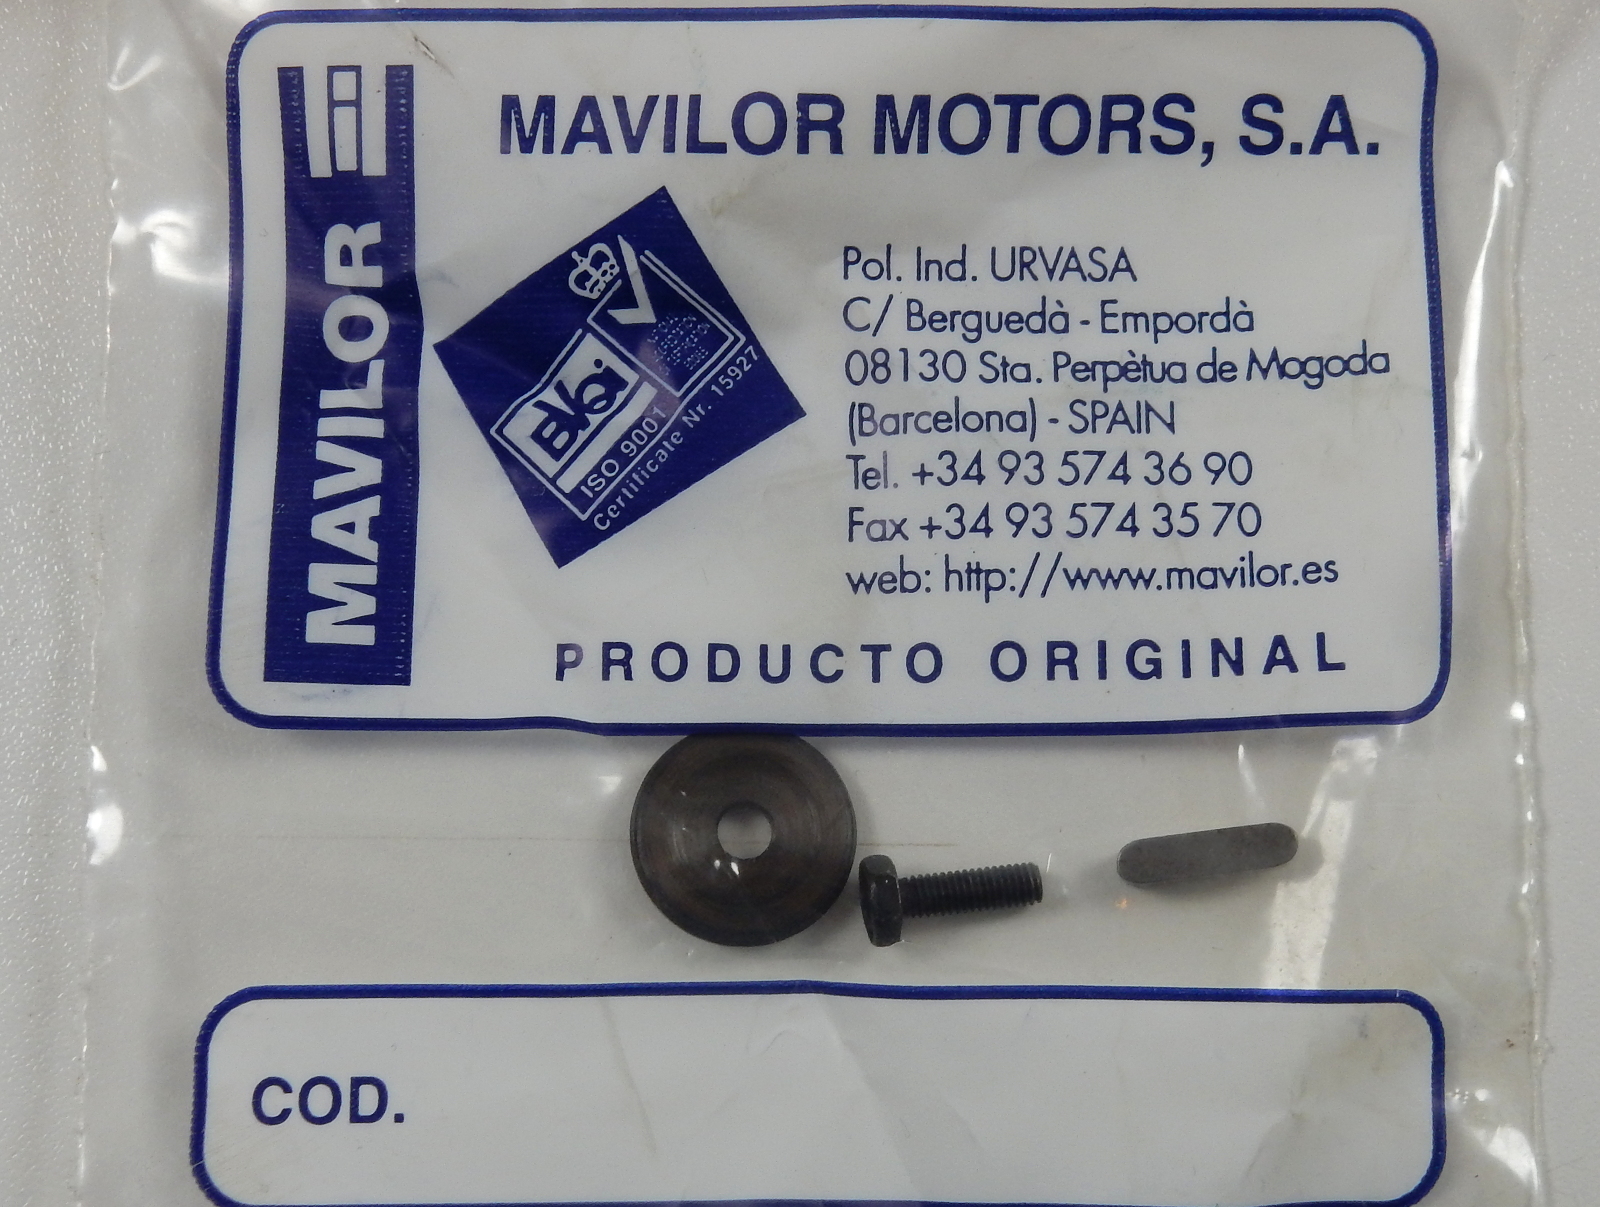 MAVILOR
MAVILOR MOTORS, S.A.
BVQi
ISO 9001
Certificate Nr. 15927
Pol. Ind. URVASA
C/ Berguedà - Empordà
08130 Sta. Perpètua de Mogoda
(Barcelona) - SPAIN
Tel. +34 93 574 36 90
Fax +34 93 574 35 70
web: http://www.mavilor.es
PRODUCTO ORIGINAL
COD.